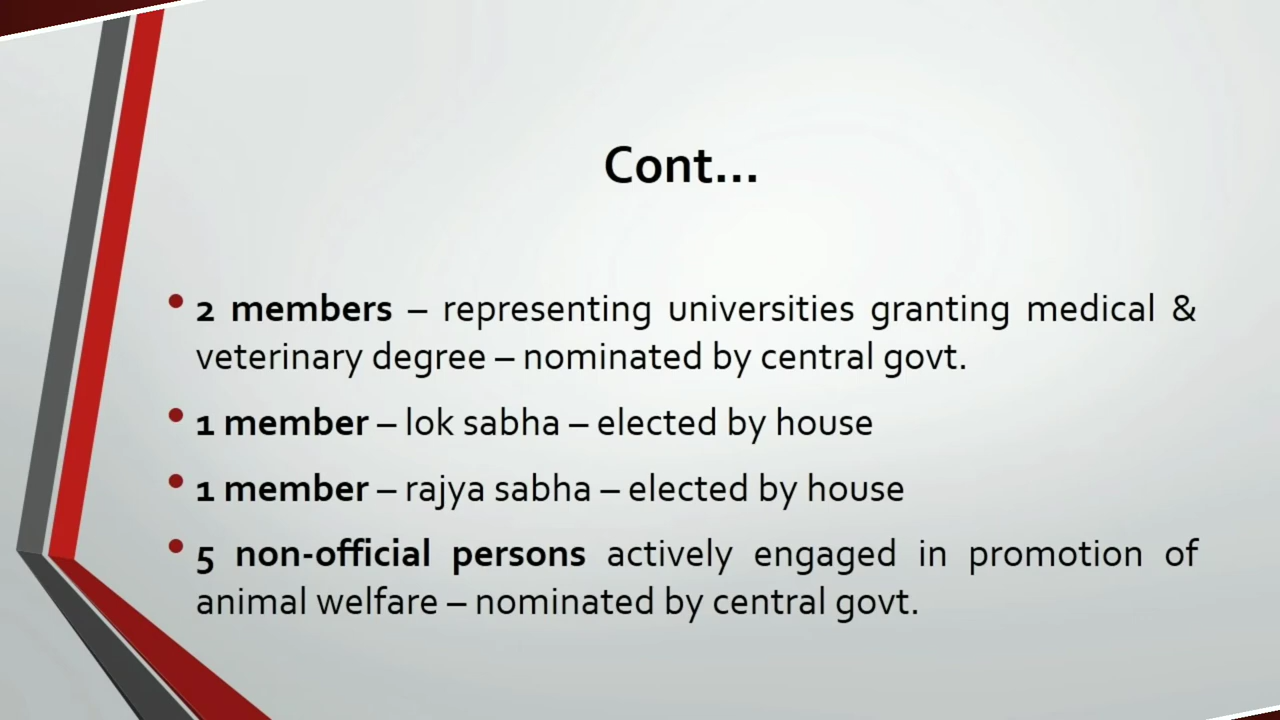 Cont...
• 2 members – representing universities granting medical &
veterinary degree – nominated by central govt.
• 1 member – lok sabha – elected by house
• 1 member – rajya sabha – elected by house
• 5 non-official persons actively engaged in promotion of
animal welfare – nominated by central govt.